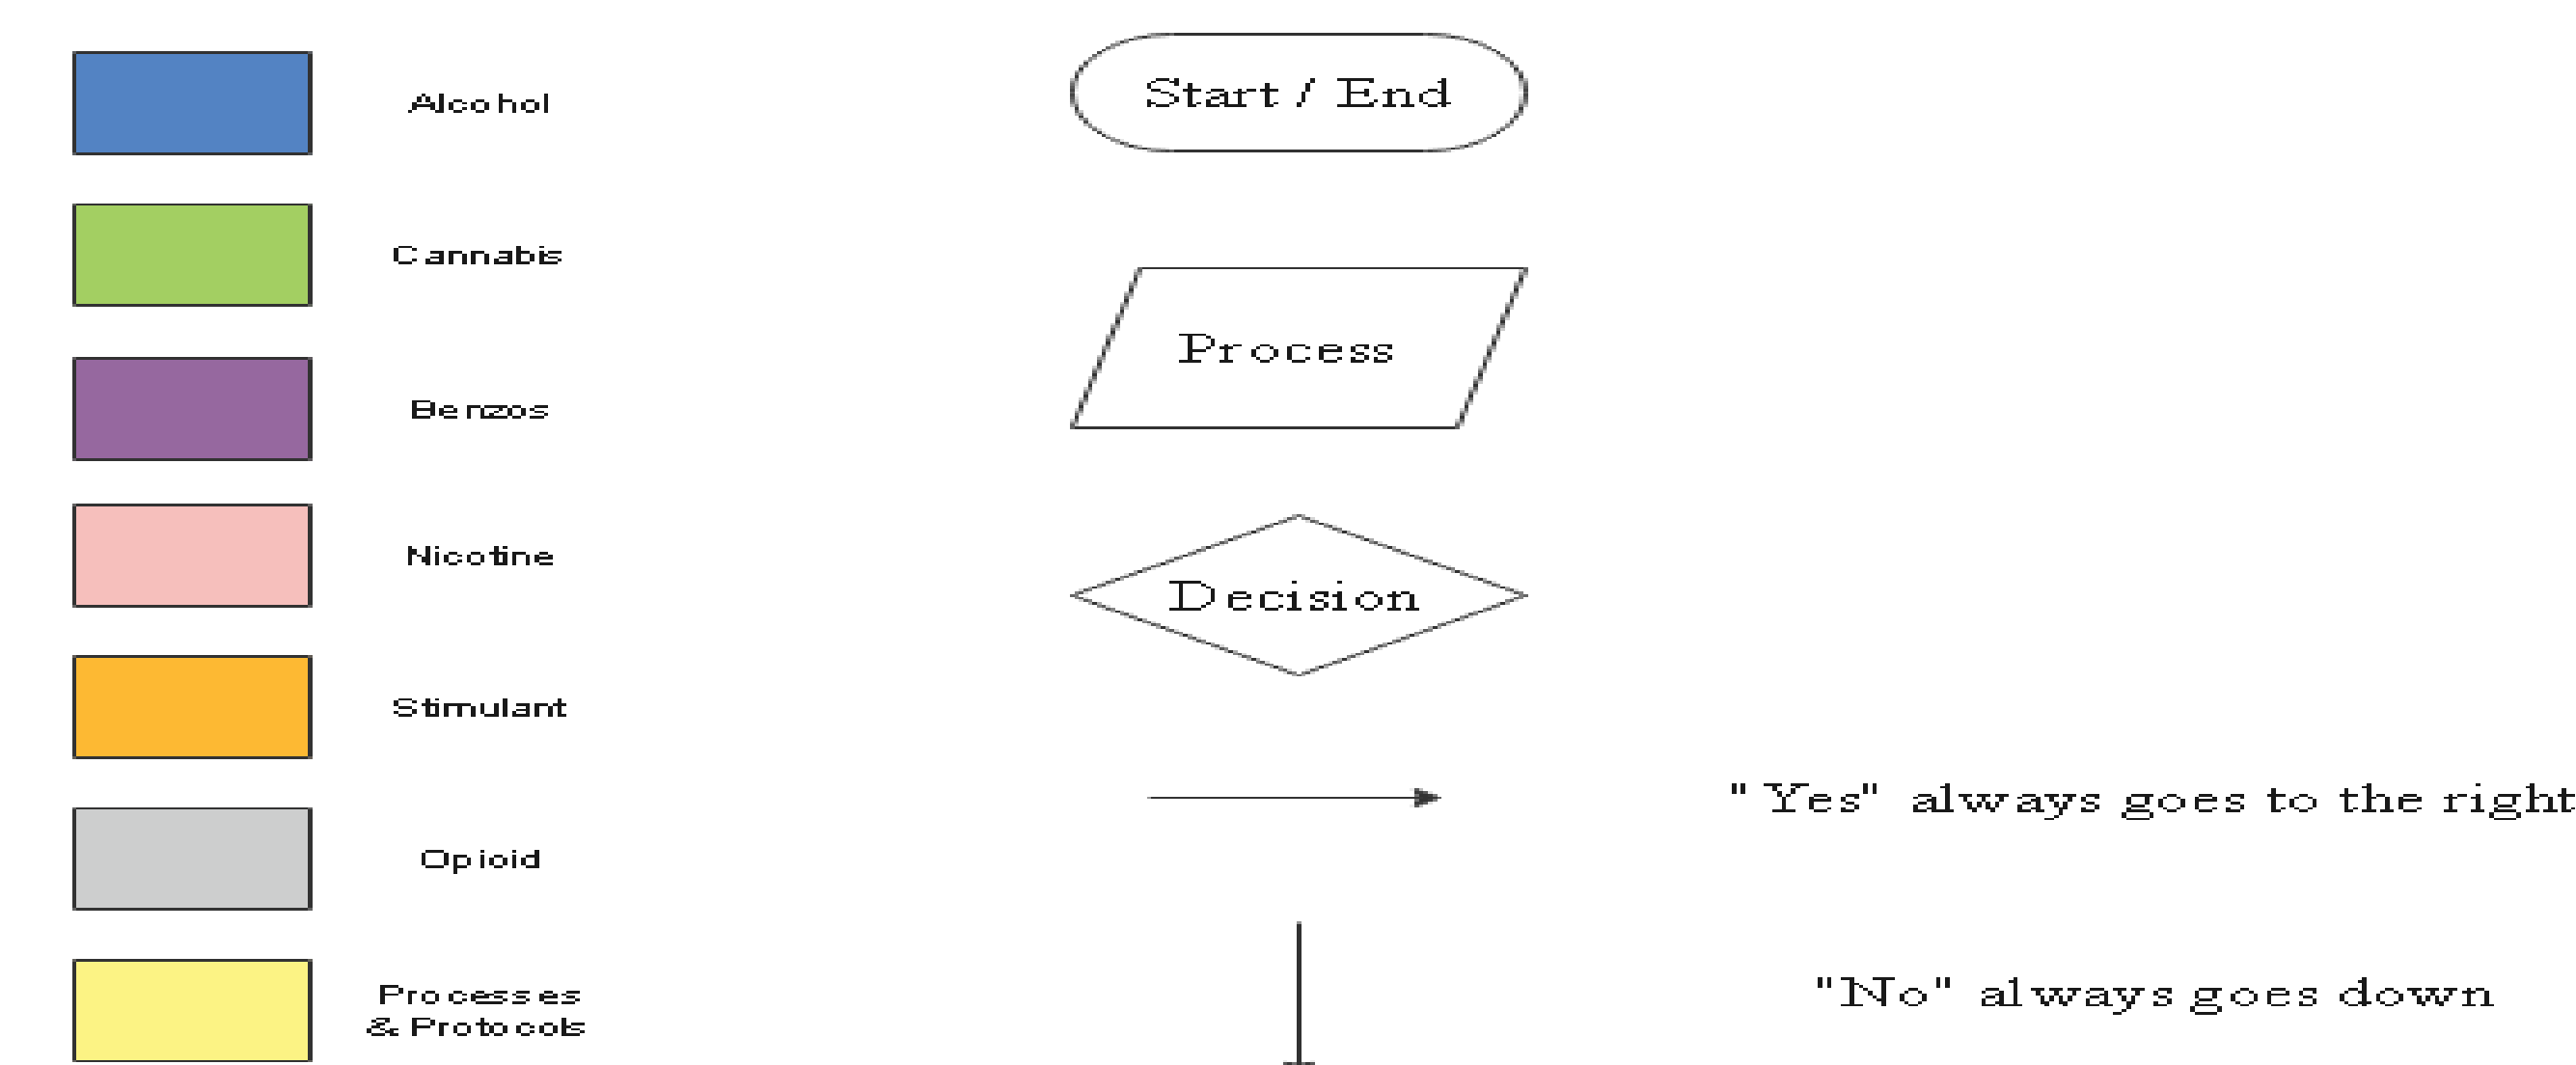 Alcohol
Cannabis
Benzos
Nicotine
Stimulant
Opioid
Processes
& Protocols
Start / End
Process
Decision
"Yes" always goes to the right
"No" always goes down